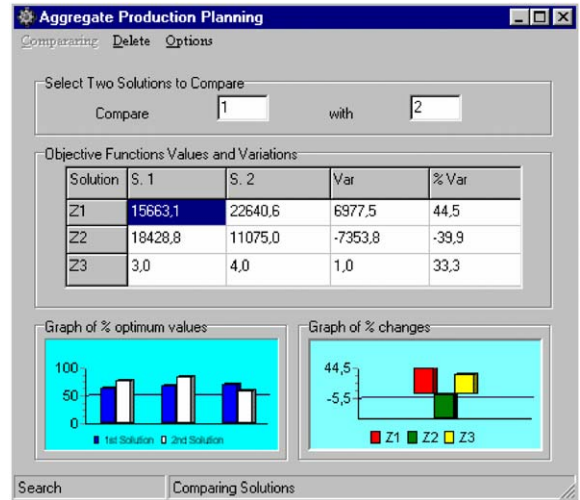 Aggregate Production Planning
Compararing Delete Options
Select Two Solutions to Compare
Compare 1 with 2
Objective Functions Values and Variations
Solution S. 1 S. 2 Var % Var
Z1 15663,1 22640,6 6977,5 44,5
Z2 18428,8 11075,0 -7353,8 -39,9
Z3 3,0 4,0 1,0 33,3
Graph of % optimum values
100
50
0
1st Solution 2nd Solution
Graph of % changes
44,5
-5,5
Z1 Z2 Z3
Search Comparing Solutions